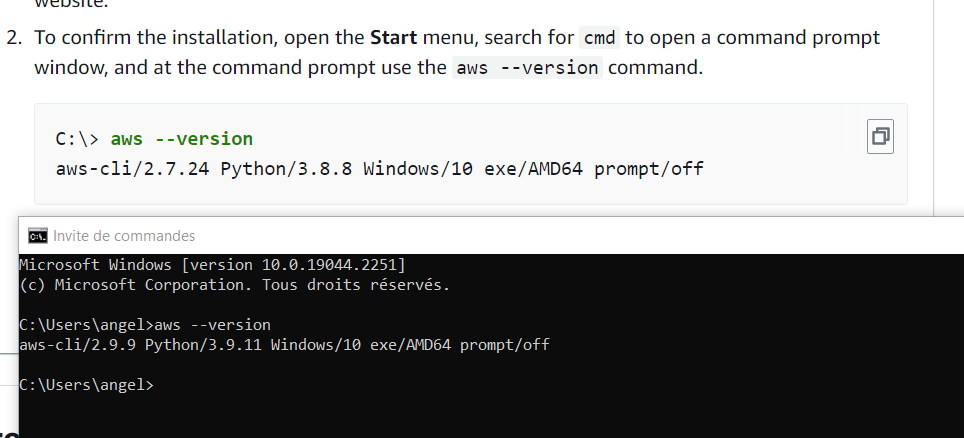 website.
2. To confirm the installation, open the Start menu, search for cmd to open a command prompt
window, and at the command prompt use the aws --version command.
C:\> aws --version
aws-cli/2.7.24 Python/3.8.8 Windows/10 exe/AMD64 prompt/off
Invite de commandes
Microsoft Windows [version 10.0.19044.2251]
(c) Microsoft Corporation. Tous droits réservés.
C:\Users\angel>aws --version
aws-cli/2.9.9 Python/3.9.11 Windows/10 exe/AMD64 prompt/off
C:\Users\angel>